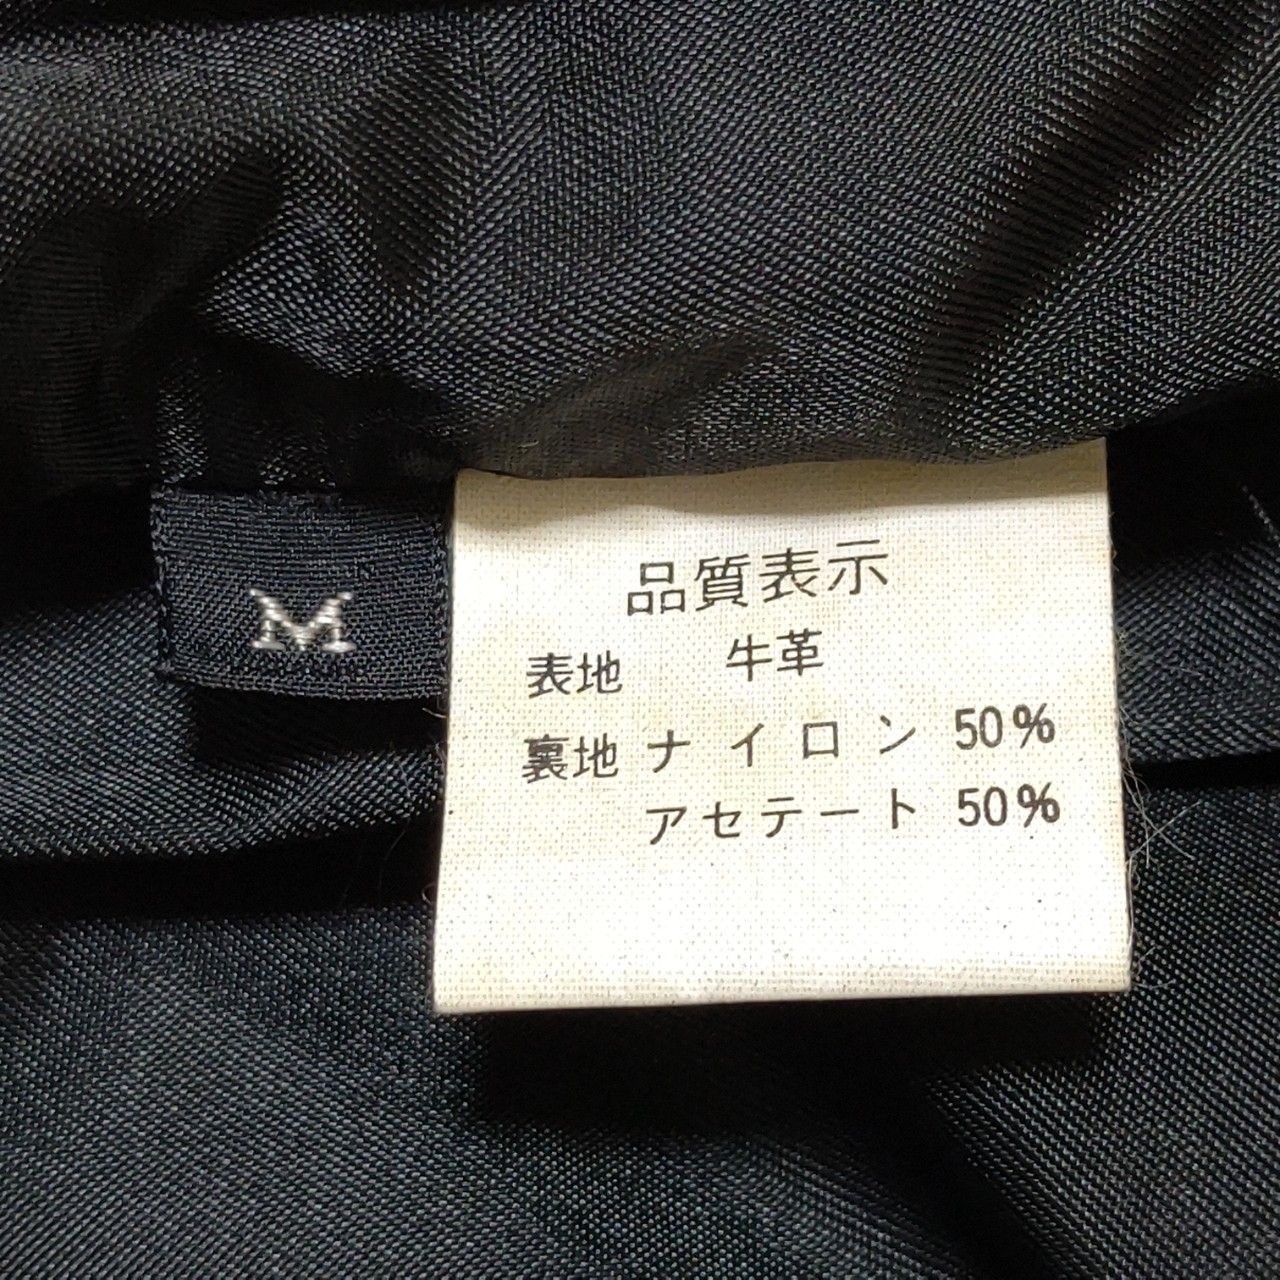 M
品質表示
表地 牛革
裏地 ナイロン 50%
アセテート 50%